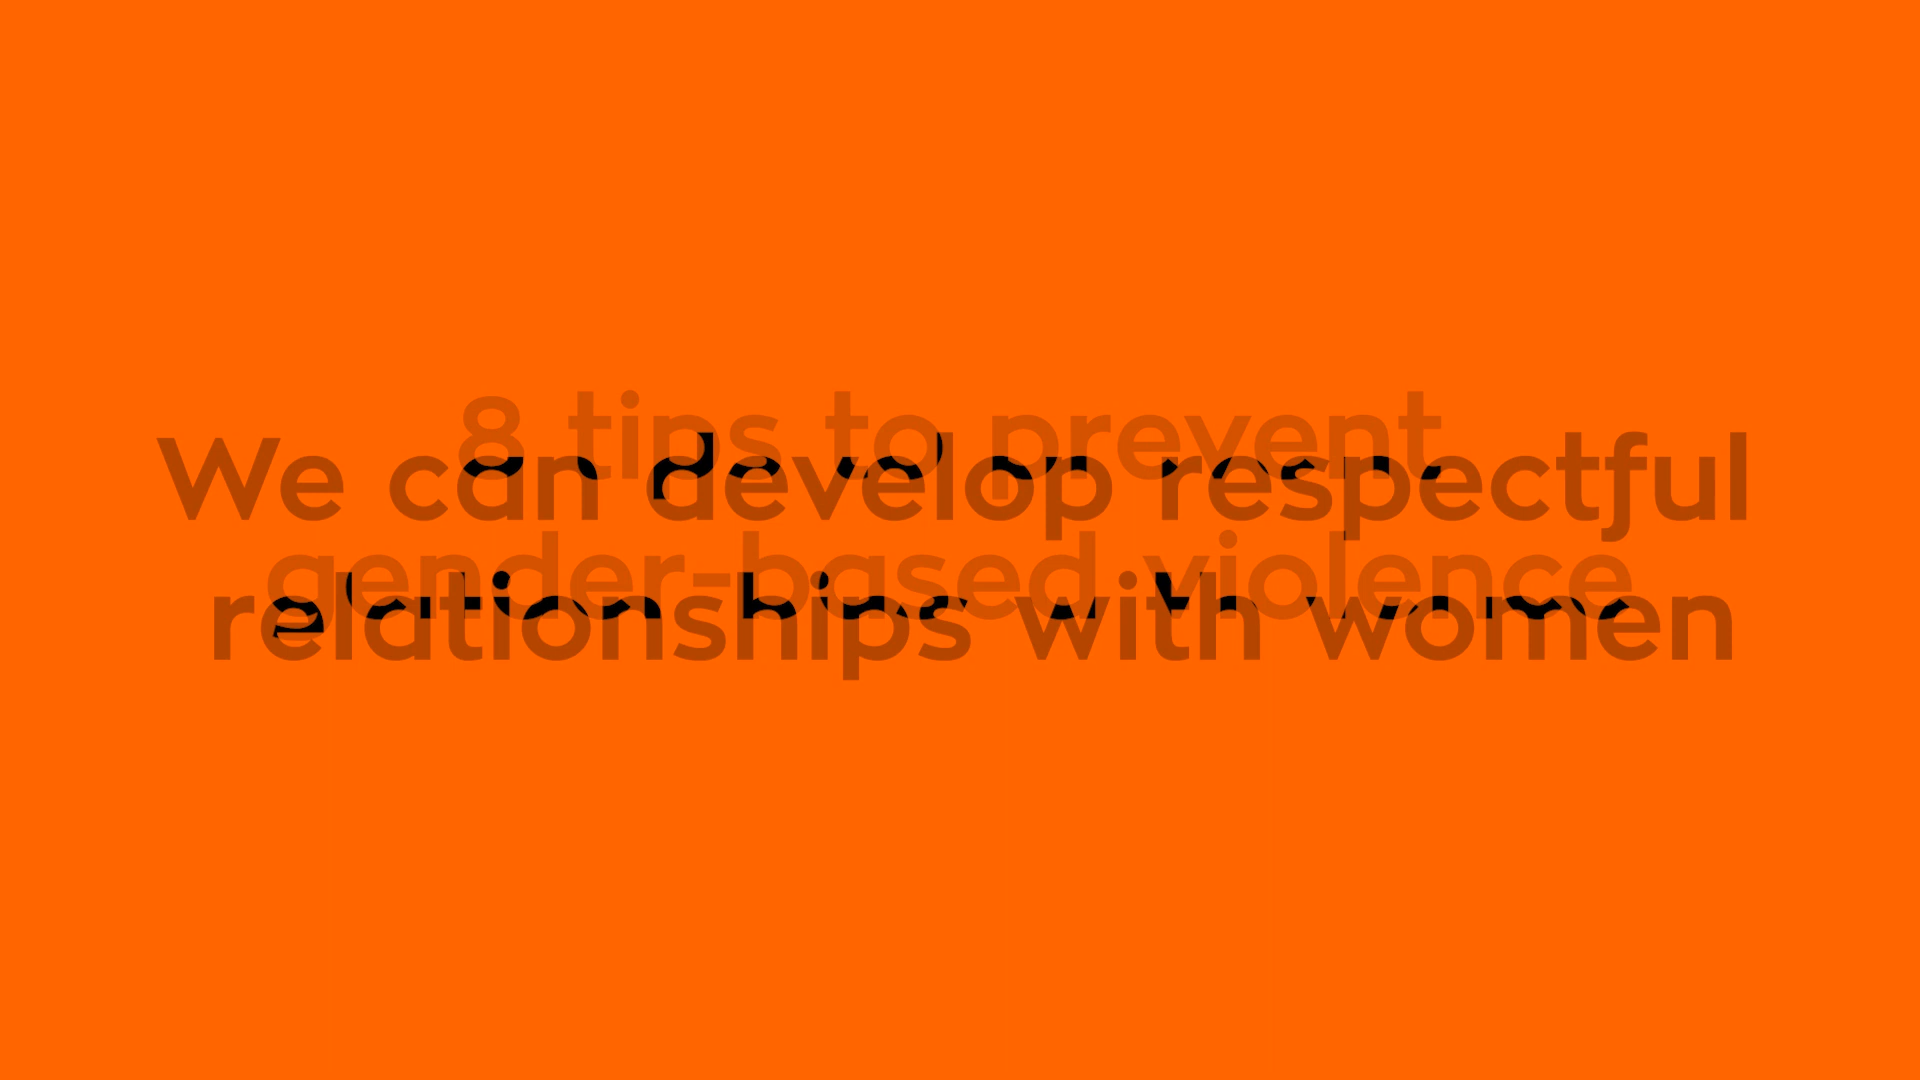 8 tips to prevent
gender-based violence
We can develop respectful
relationships with women